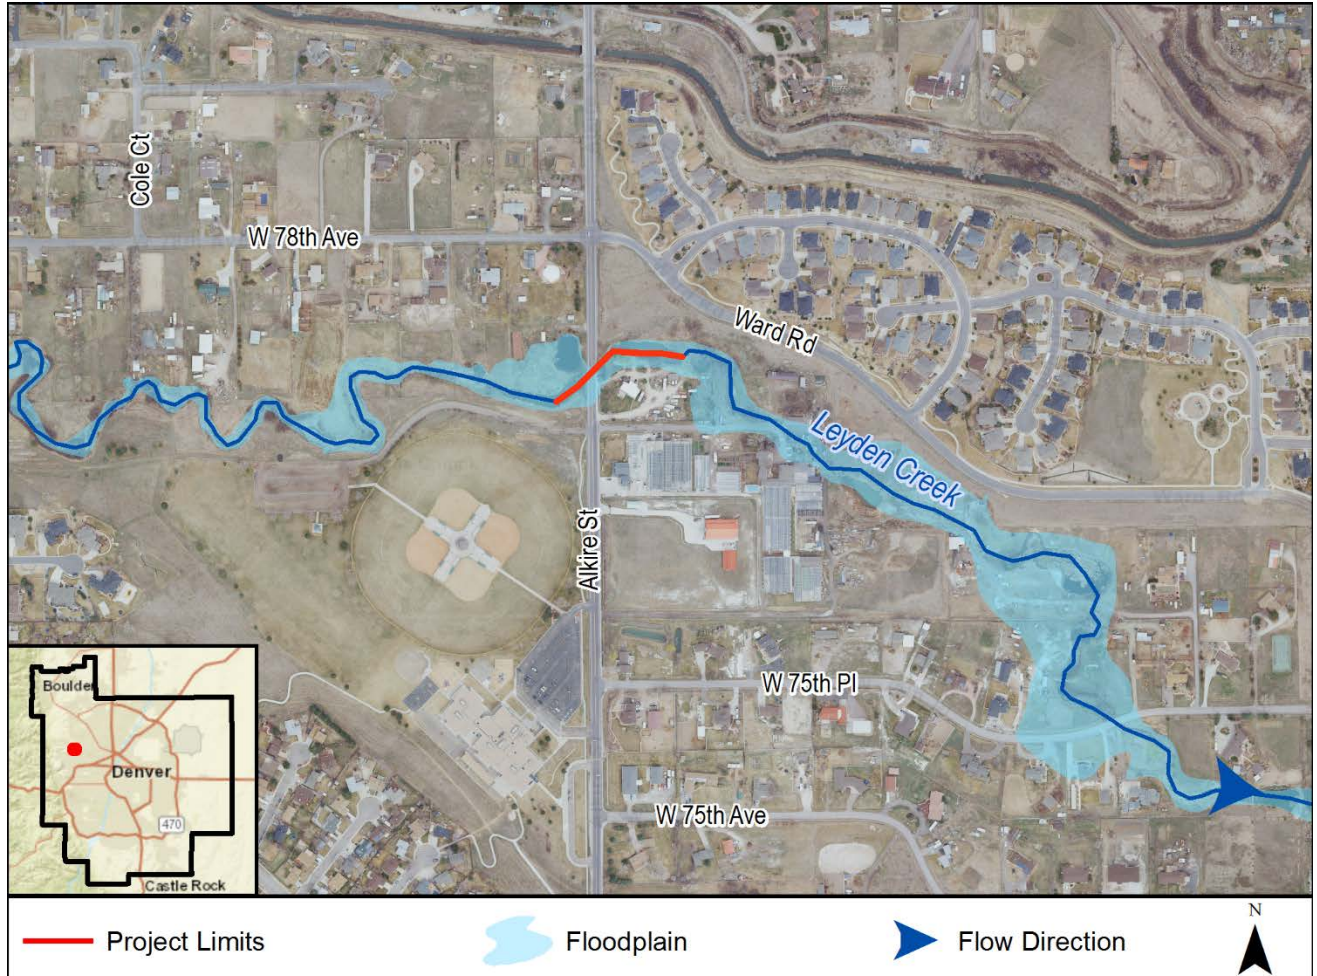 Cole Ct
W 78th Ave
Ward Rd
Leyden Creek
Alkire St
W 75th Pl
W 75th Ave
Boulder
Denver
470
Castle Rock
Project Limits
Floodplain
Flow Direction
N